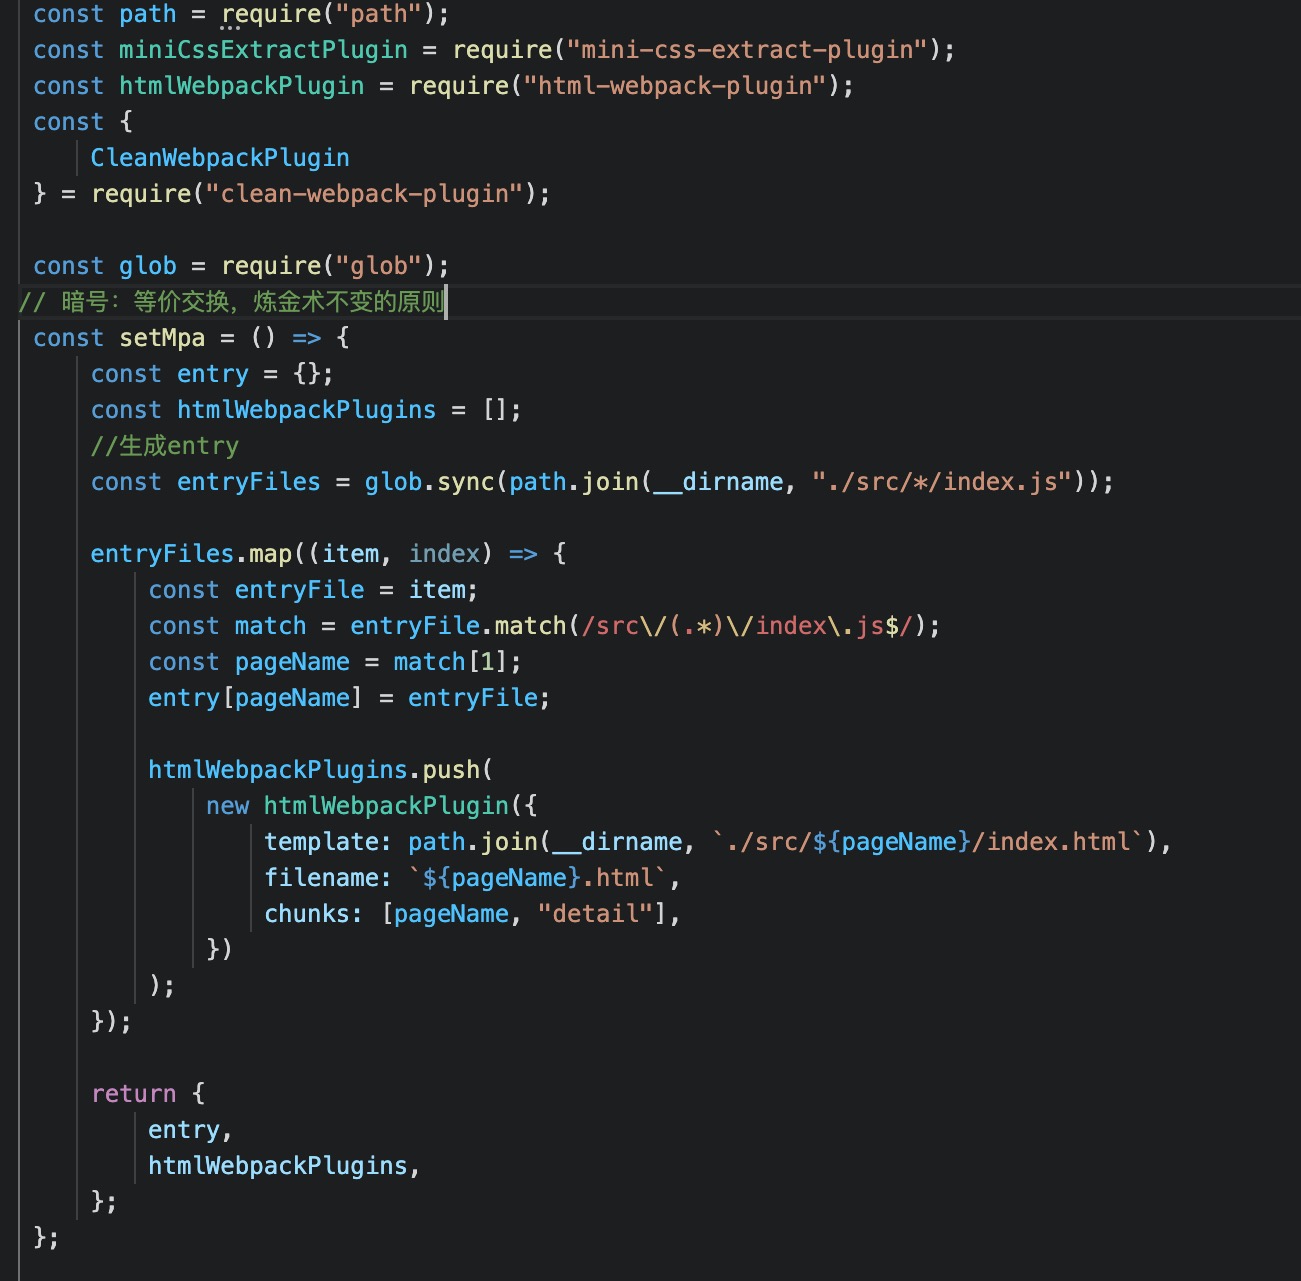 const path = require("path");
const miniCssExtractPlugin = require("mini-css-extract-plugin");
const htmlWebpackPlugin = require("html-webpack-plugin");
const {
    CleanWebpackPlugin
} = require("clean-webpack-plugin");

const glob = require("glob");
// 暗号：等价交换，炼金术不变的原则
const setMpa = () => {
    const entry = {};
    const htmlWebpackPlugins = [];
    //生成entry
    const entryFiles = glob.sync(path.join(__dirname, "./src/*/index.js"));

    entryFiles.map((item, index) => {
        const entryFile = item;
        const match = entryFile.match(/src\/(.*)\/index\.js$/);
        const pageName = match[1];
        entry[pageName] = entryFile;

        htmlWebpackPlugins.push(
            new htmlWebpackPlugin({
                template: path.join(__dirname, `./src/${pageName}/index.html`),
                filename: `${pageName}.html`,
                chunks: [pageName, "detail"],
            })
        );
    });

    return {
        entry,
        htmlWebpackPlugins,
    };
};